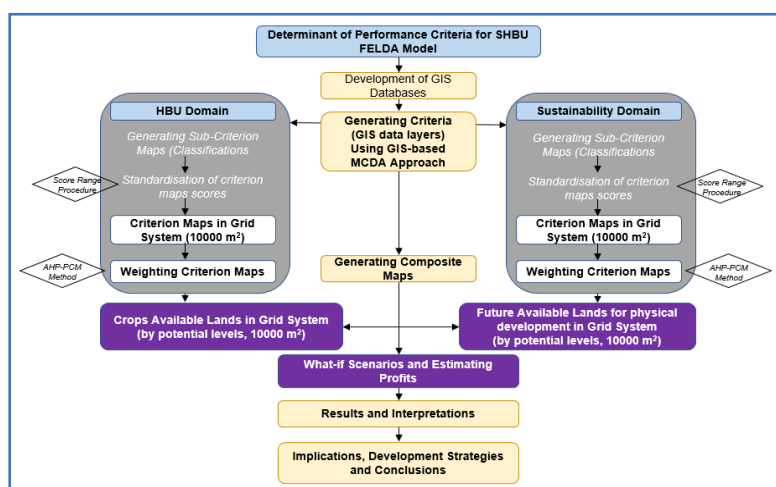 Determinant of Performance Criteria for SHBU
FELDA Model
Development of GIS
Databases
HBU Domain
Generating Sub-Criterion
Maps (Classifications
Score Range
Procedure
Standardisation of criterion
maps scores
Criterion Maps in Grid
System (10000 m²)
AHP-PCM
Method
Weighting Criterion Maps
Generating Criteria
(GIS data layers)
Using GIS-based
MCDA Approach
Sustainability Domain
Generating Sub-Criterion
Maps (Classifications
Standardisation of criterion
maps scores
Score Range
Procedure
Criterion Maps in Grid
System (10000 m²)
Weighting Criterion Maps
AHP-PCM
Method
Generating Composite
Maps
Crops Available Lands in Grid System
(by potential levels, 10000 m²)
Future Available Lands for physical
development in Grid System
(by potential levels, 10000 m²)
What-if Scenarios and Estimating
Profits
Results and Interpretations
Implications, Development Strategies
and Conclusions